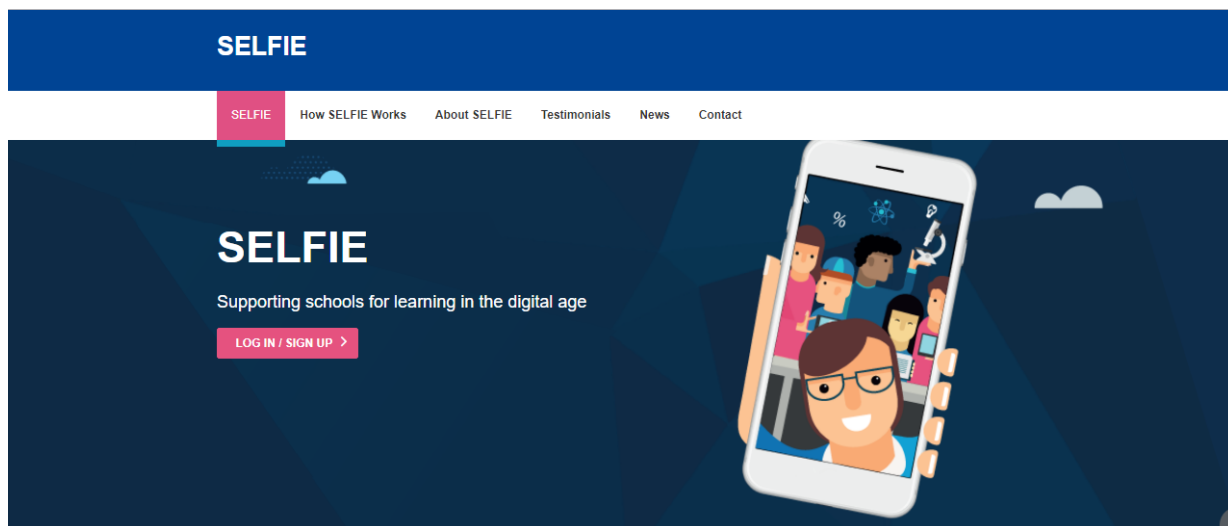 SELFIE
SELFIE How SELFIE Works About SELFIE Testimonials News Contact
SELFIE
Supporting schools for learning in the digital age
LOG IN / SIGN UP >
%